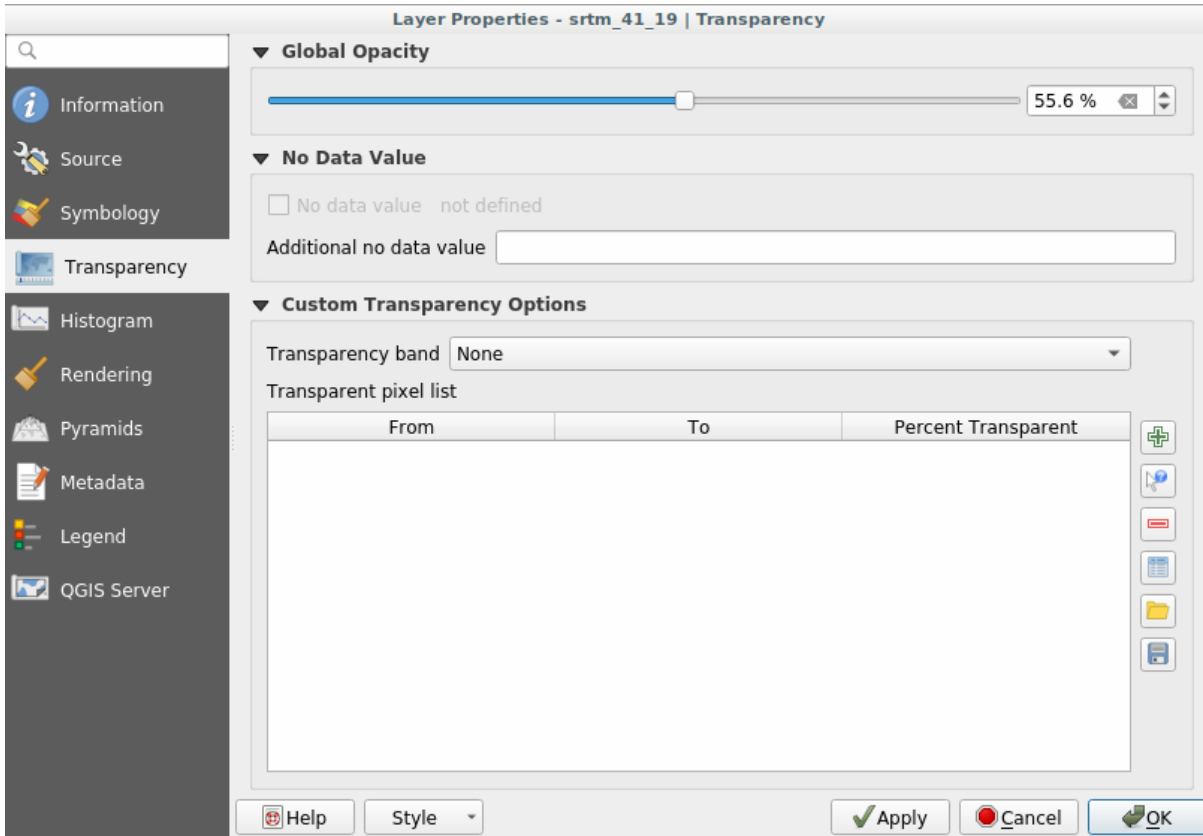 Layer Properties - srtm_41_19 | Transparency
Information
Source
Symbology
Transparency
Histogram
Rendering
Pyramids
Metadata
Legend
QGIS Server
Global Opacity
55.6 %
No Data Value
No data value not defined
Additional no data value
Custom Transparency Options
Transparency band None
Transparent pixel list
From To Percent Transparent
Help Style Apply Cancel OK